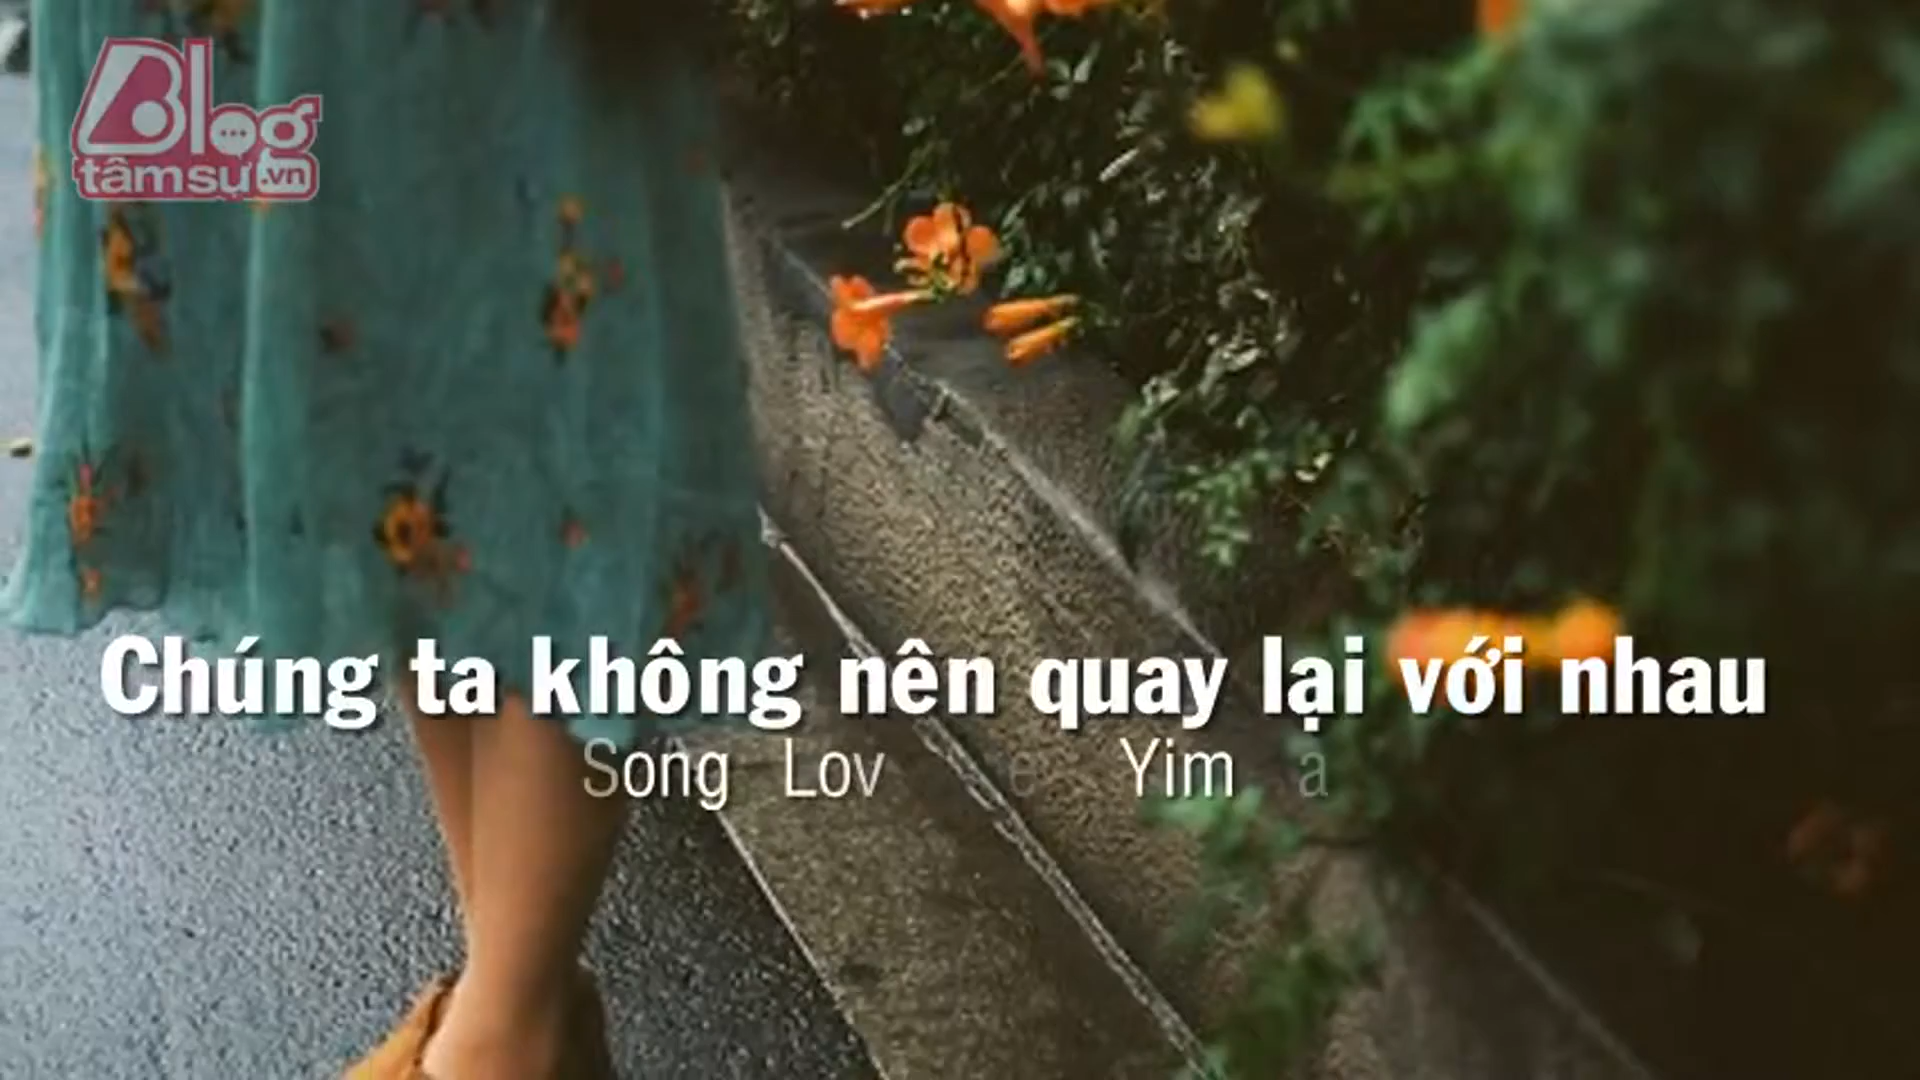 Blog
tâmsự.vn
Chúng ta không nên quay lại với nhau
Song Lov e Yim a